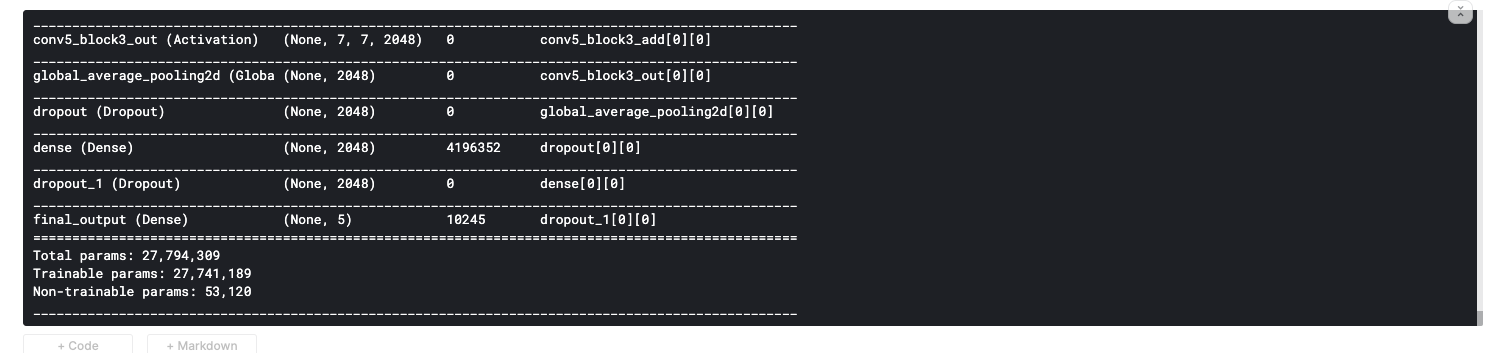 __________________________________________________________________________________________________
conv5_block3_out (Activation)   (None, 7, 7, 2048)   0           conv5_block3_add[0][0]
__________________________________________________________________________________________________
global_average_pooling2d (Globa (None, 2048)         0           conv5_block3_out[0][0]
__________________________________________________________________________________________________
dropout (Dropout)               (None, 2048)         0           global_average_pooling2d[0][0]
__________________________________________________________________________________________________
dense (Dense)                   (None, 2048)         4196352     dropout[0][0]
__________________________________________________________________________________________________
dropout_1 (Dropout)             (None, 2048)         0           dense[0][0]
__________________________________________________________________________________________________
final_output (Dense)            (None, 5)            10245       dropout_1[0][0]
==================================================================================================
Total params: 27,794,309
Trainable params: 27,741,189
Non-trainable params: 53,120
__________________________________________________________________________________________________
+ Code + Markdown